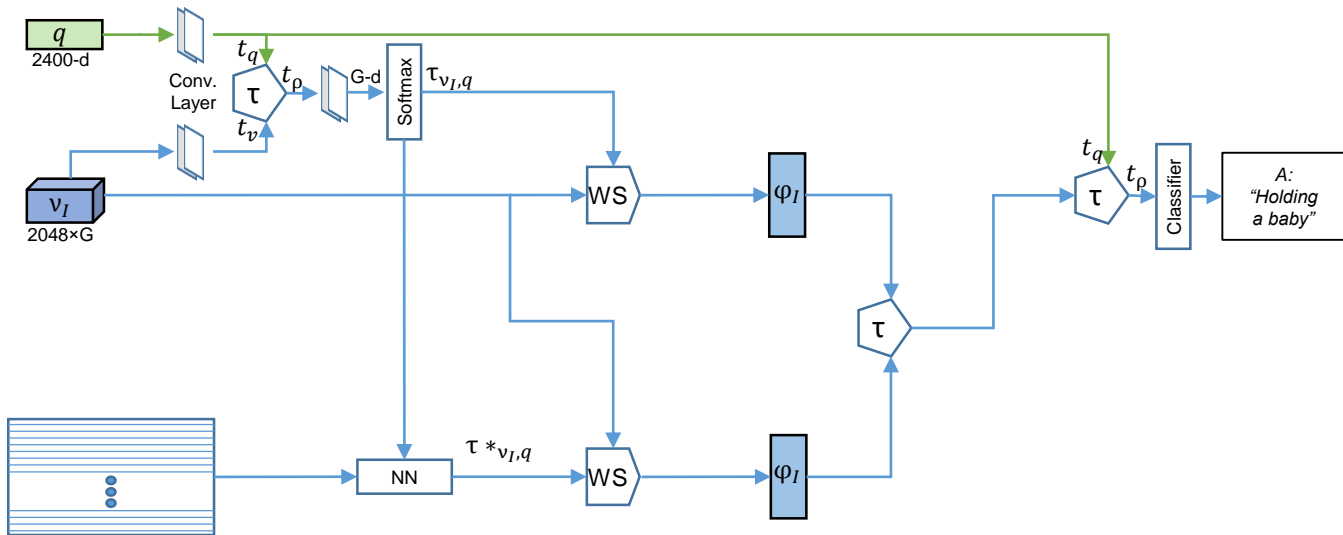 q
2400-d
Conv.
Layer
t_q
τ
t_v
t_ρ
G-d
Softmax
τ_{ν_I,q}
ν_I
2048×G
WS
φ_I
τ
t_q
τ
t_ρ
Classifier
A:
“Holding
a baby”
NN
τ *_{ν_I,q}
WS
φ_I